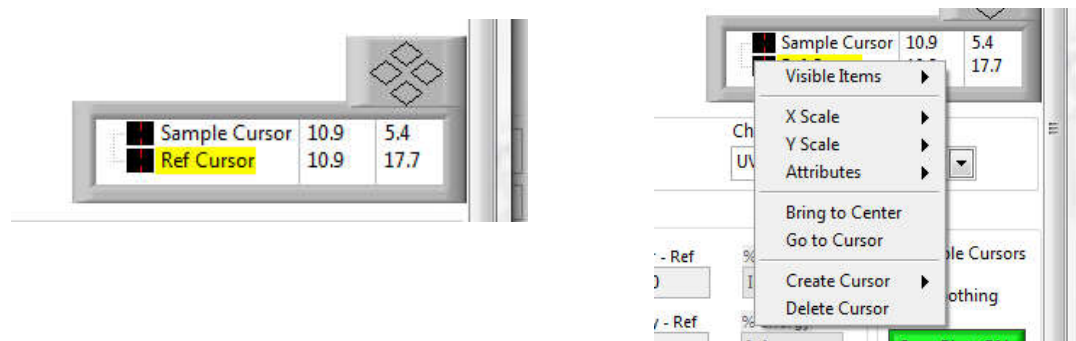 Sample Cursor 10.9 5.4
Ref Cursor 10.9 17.7
Sample Cursor 10.9 5.4
17.7
Visible Items
X Scale
Y Scale
Attributes
Bring to Center
Go to Cursor
Create Cursor
Delete Cursor
Ch
UV
- Ref
%
Cursors
- Ref
%